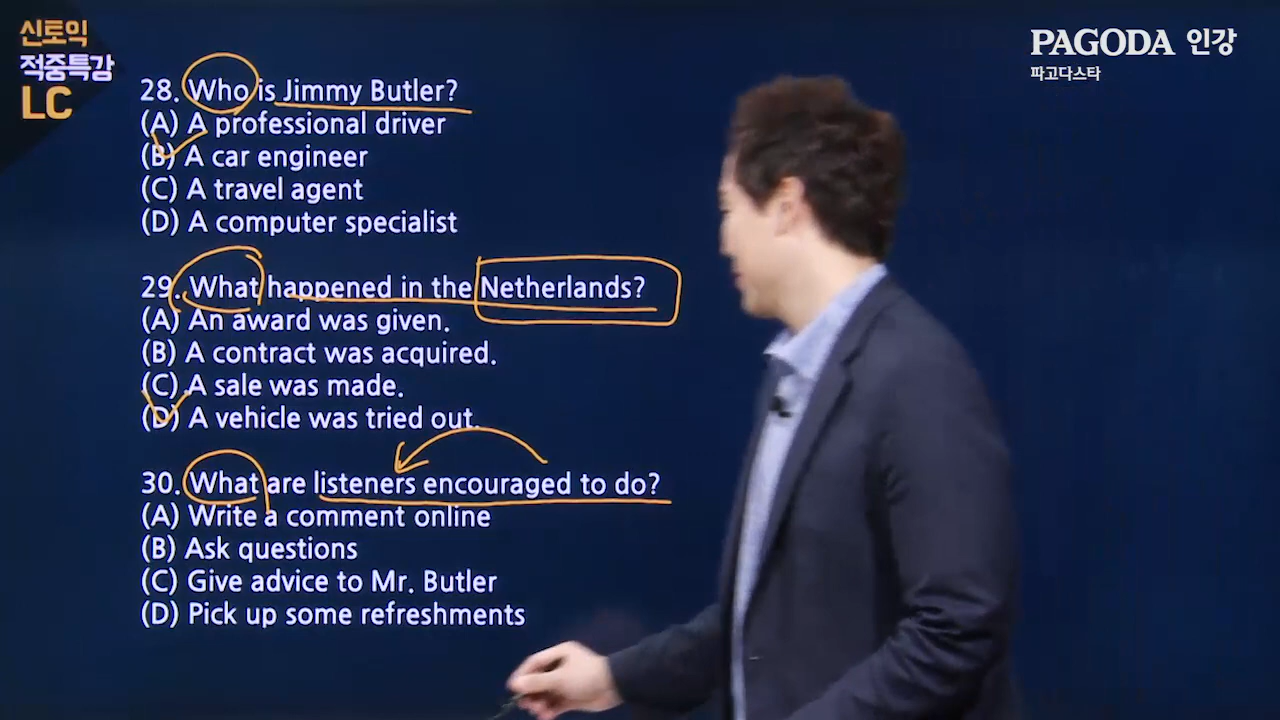 신토익
적중특강
LC
PAGODA 인강
파고다스타
28. Who is Jimmy Butler?
(A) A professional driver
(B) A car engineer
(C) A travel agent
(D) A computer specialist
29. What happened in the Netherlands?
(A) An award was given.
(B) A contract was acquired.
(C) A sale was made.
(D) A vehicle was tried out.
30. What are listeners encouraged to do?
(A) Write a comment online
(B) Ask questions
(C) Give advice to Mr. Butler
(D) Pick up some refreshments